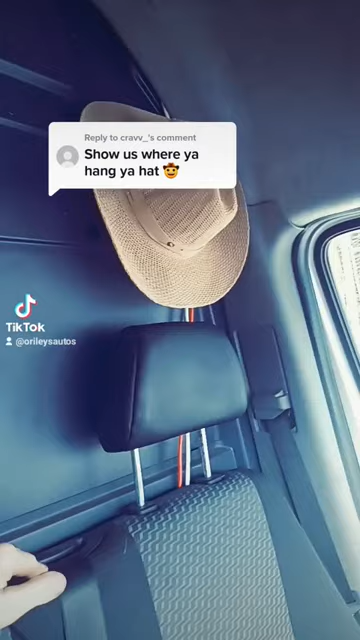 Reply to cravv_'s comment
Show us where ya
hang ya hat 🤠
TikTok
@orileysautos